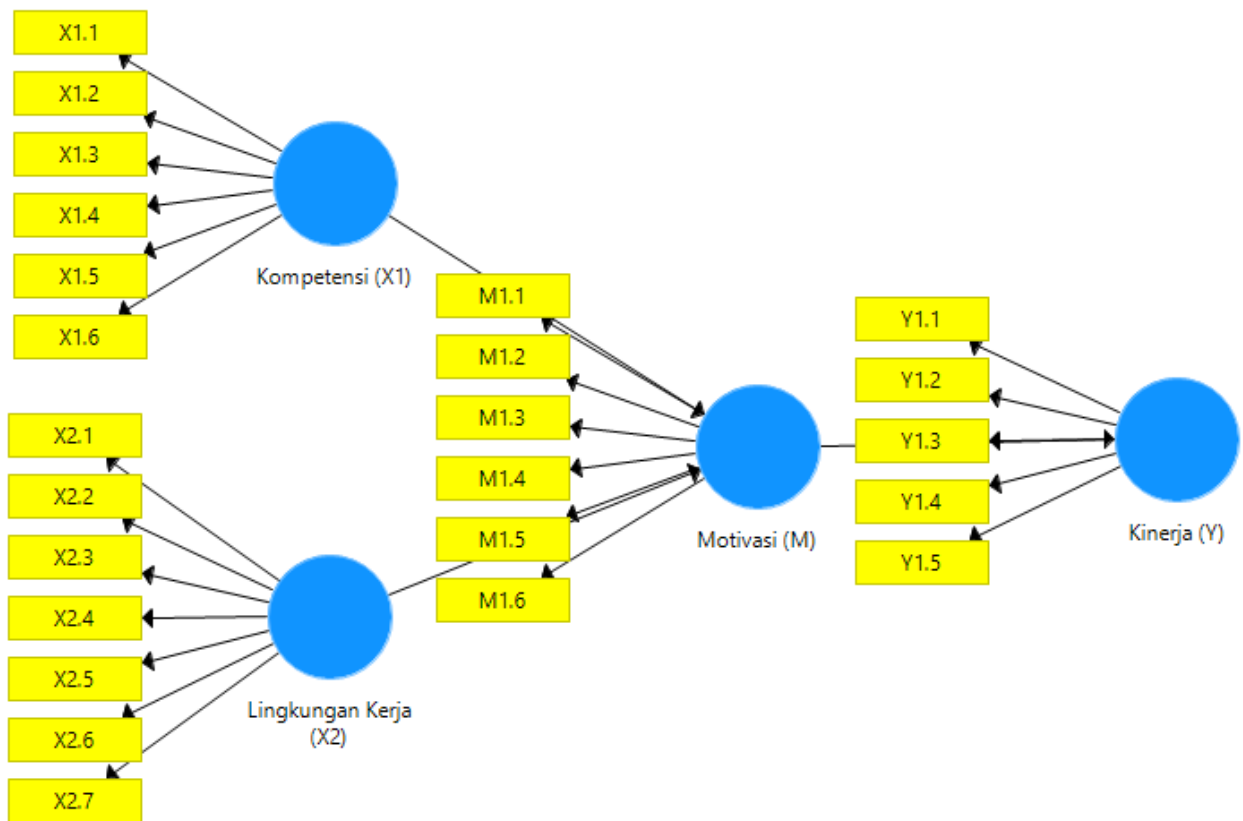 X1.1
X1.2
X1.3
X1.4
X1.5
X1.6
Kompetensi (X1)
X2.1
X2.2
X2.3
X2.4
X2.5
X2.6
X2.7
Lingkungan Kerja
(X2)
M1.1
M1.2
M1.3
M1.4
M1.5
M1.6
Motivasi (M)
Y1.1
Y1.2
Y1.3
Y1.4
Y1.5
Kinerja (Y)